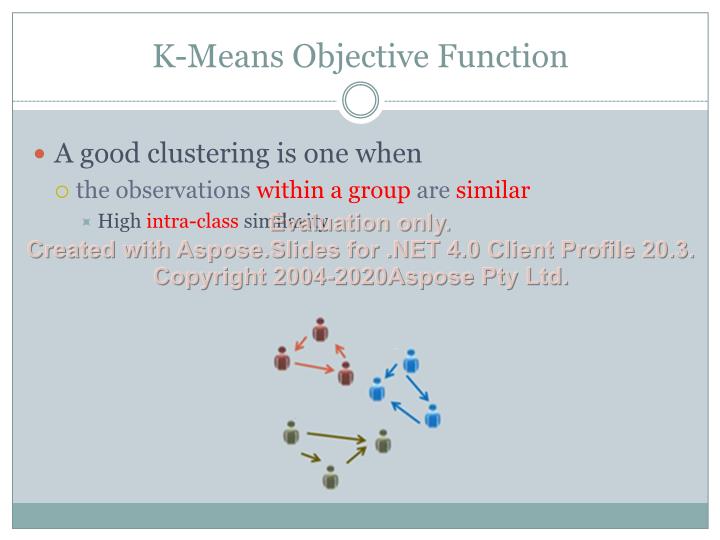 K-Means Objective Function
A good clustering is one when
the observations within a group are similar
High intra-class similarity
Evaluation only.
Created with Aspose.Slides for .NET 4.0 Client Profile 20.3.
Copyright 2004-2020Aspose Pty Ltd.